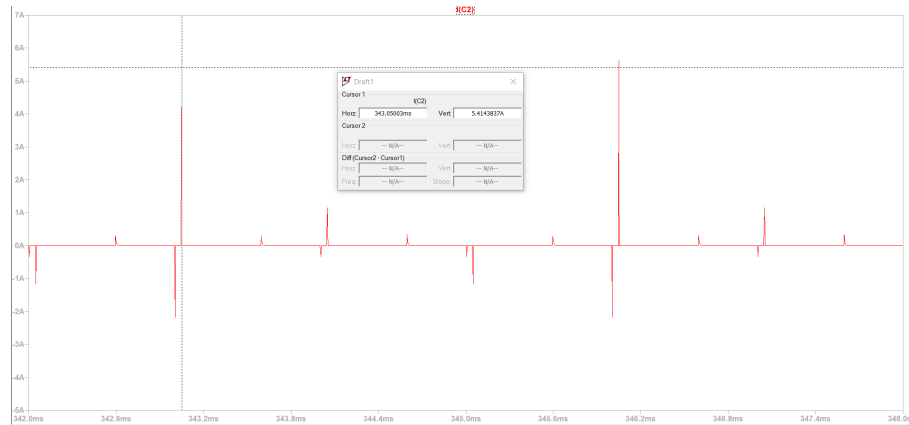 I(C2)
7A
6A
5A
4A
3A
2A
1A
0A
-1A
-2A
-3A
-4A
-5A
Draft1
Cursor 1
I(C2)
Horz: 343.05003ms Vert: 5.4143837A
Cursor 2
Horz: -- N/A-- Vert: -- N/A--
Diff (Cursor2 - Cursor1)
Horz: -- N/A-- Vert: -- N/A--
Freq: -- N/A-- Slope: -- N/A--
342.0ms 342.6ms 343.2ms 343.8ms 344.4ms 345.0ms 345.6ms 346.2ms 346.8ms 347.4ms 348.0